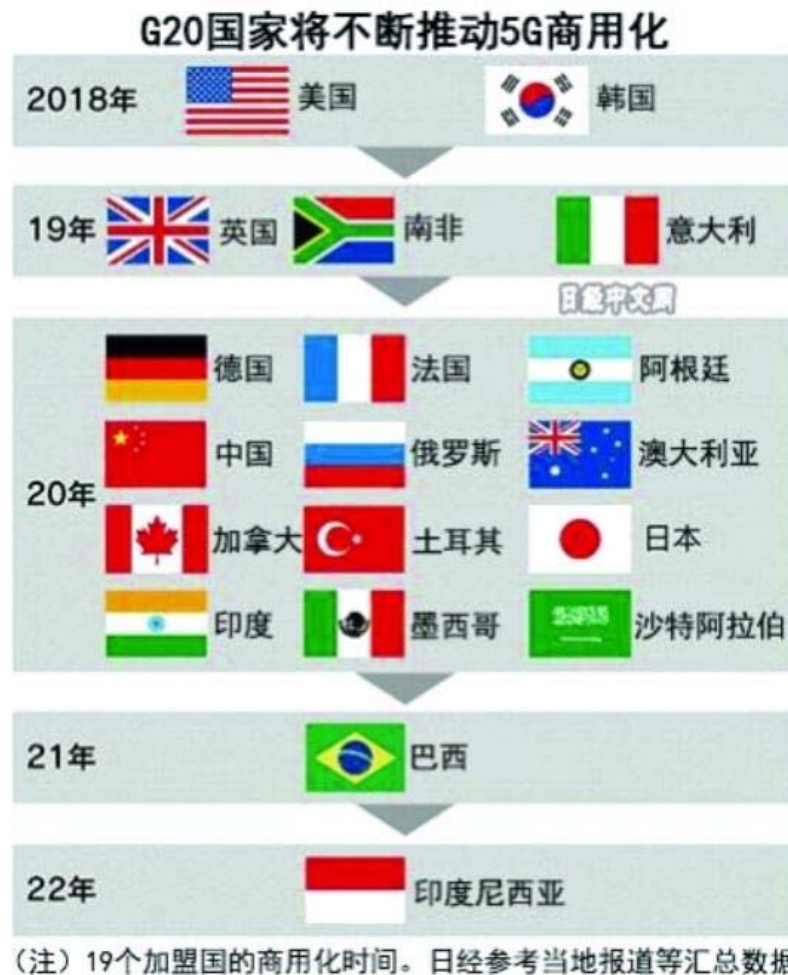 G20国家将不断推动5G商用化
2018年 美国 韩国
19年 英国 南非 意大利
日经中文网
德国 法国 阿根廷
中国 俄罗斯 澳大利亚
20年
加拿大 土耳其 日本
印度 墨西哥 沙特阿拉伯
21年 巴西
22年 印度尼西亚
（注）19个加盟国的商用化时间。日经参考当地报道等汇总数据